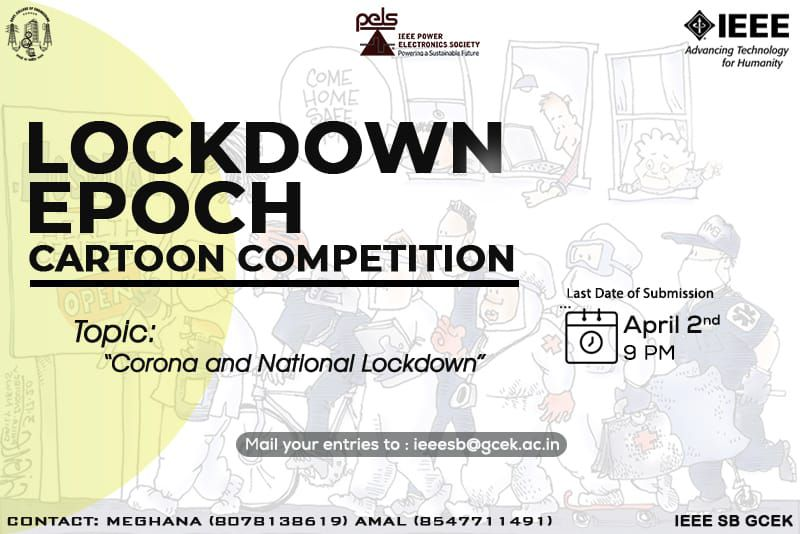 pels
IEEE POWER
ELECTRONICS SOCIETY
Powering a Sustainable Future
IEEE
Advancing Technology
for Humanity
COME
HOME
SAFE,
LOCKDOWN
EPOCH
CARTOON COMPETITION
OPEN
Topic:
“Corona and National Lockdown”
Last Date of Submission
April 2nd
9 PM
Mail your entries to : ieeesb@gcek.ac.in
CONTACT: MEGHANA (8078138619) AMAL (8547711491)
IEEE SB GCEK